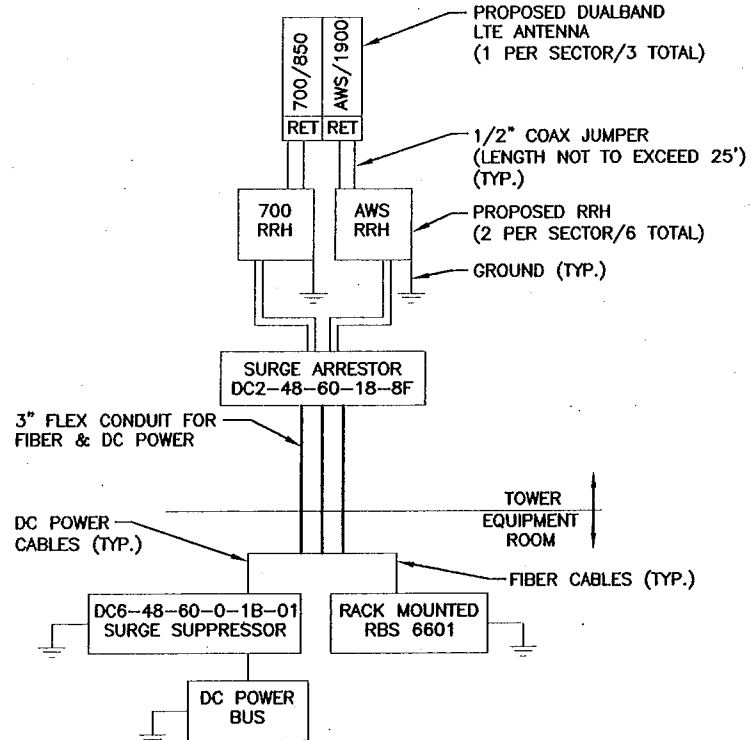 PROPOSED DUALBAND
LTE ANTENNA
(1 PER SECTOR/3 TOTAL)
700/850
AWS/1900
RET
RET
1/2" COAX JUMPER
(LENGTH NOT TO EXCEED 25')
(TYP.)
700
RRH
AWS
RRH
PROPOSED RRH
(2 PER SECTOR/6 TOTAL)
GROUND (TYP.)
SURGE ARRESTOR
DC2-48-60-18-8F
3" FLEX CONDUIT FOR
FIBER & DC POWER
TOWER
EQUIPMENT
ROOM
DC POWER
CABLES (TYP.)
FIBER CABLES (TYP.)
DC6-48-60-0-1B-01
SURGE SUPPRESSOR
RACK MOUNTED
RBS 6601
DC POWER
BUS